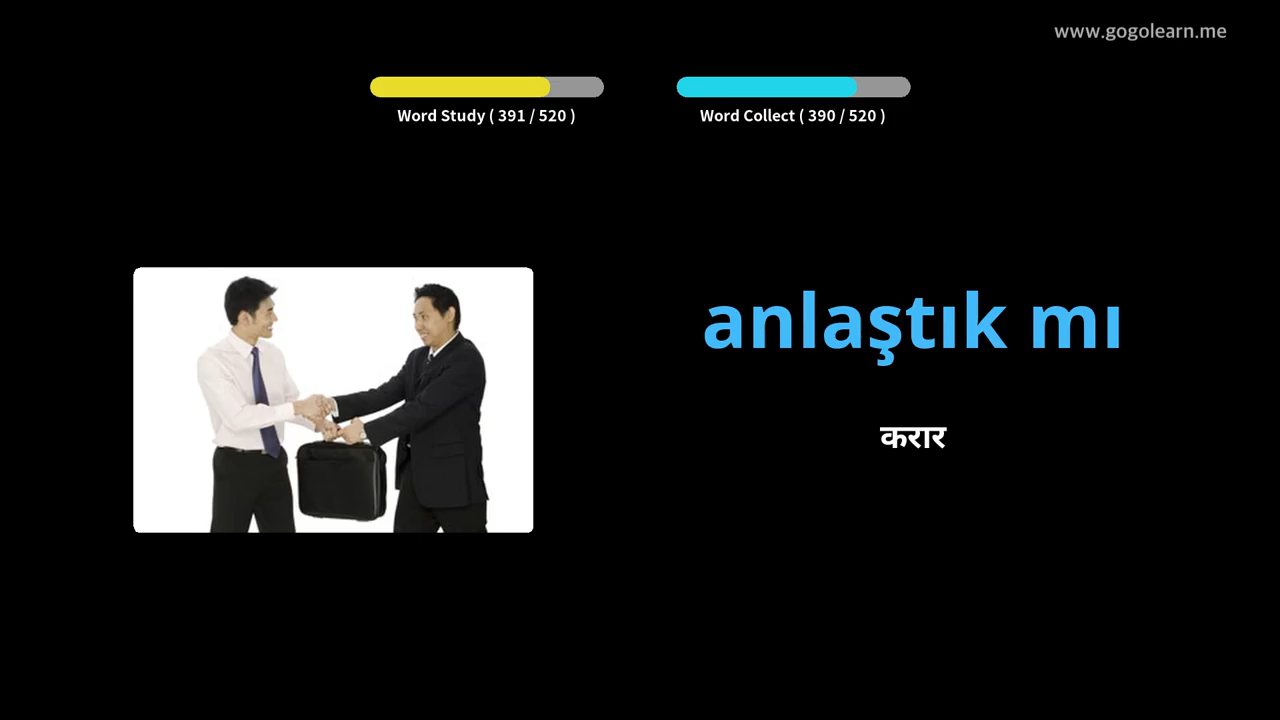 www.gogolearn.me
Word Study ( 391 / 520 )
Word Collect ( 390 / 520 )
anlaştık mı
करार